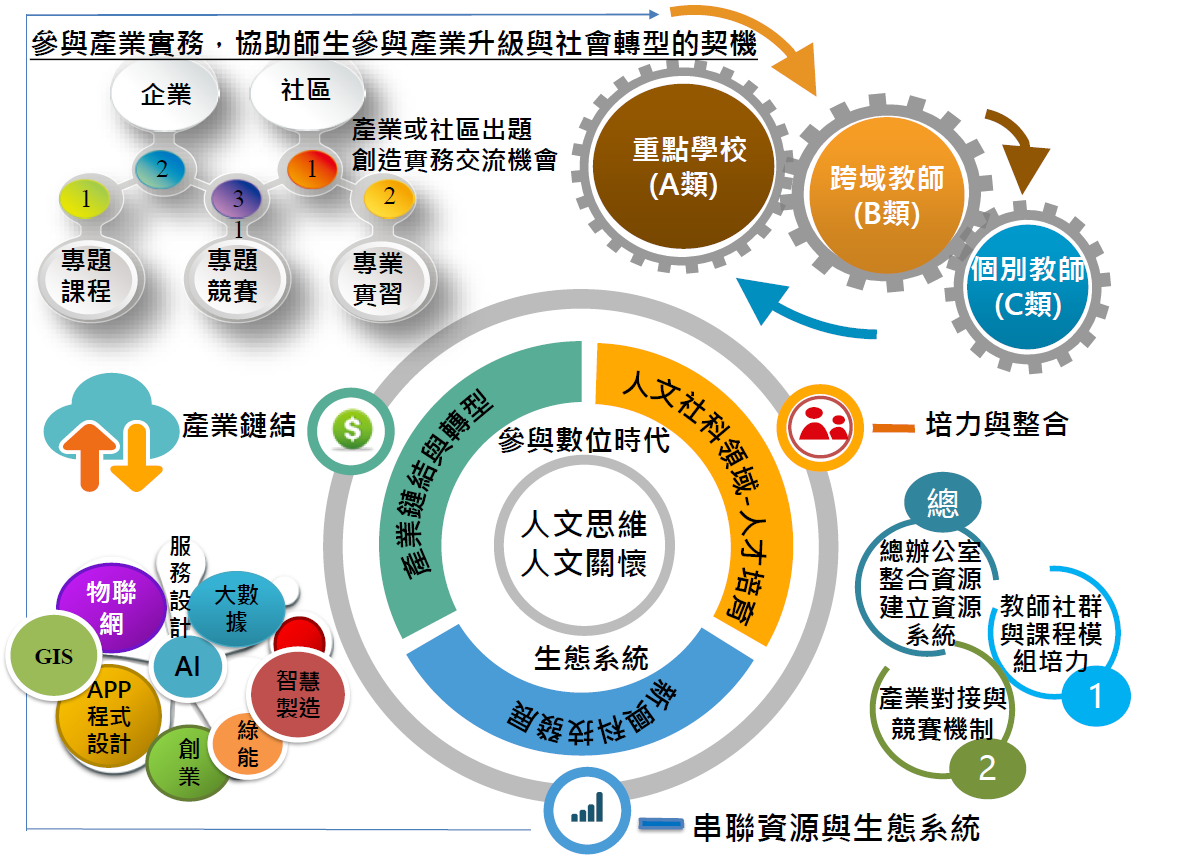 參與產業實務，協助師生參與產業升級與社會轉型的契機
企業
社區
產業或社區出題
創造實務交流機會
2
1
1
3
2
1
專題
課程
專題
競賽
專業
實習
重點學校
(A類)
跨域教師
(B類)
個別教師
(C類)
產業鏈結
$
產業鏈結與轉型
人文社科領域-人才培育
新興科技發展
參與數位時代
人文思維
人文關懷
生態系統
培力與整合
總
總辦公室
整合資源
建立資源
系統
教師社群
與課程模
組培力
1
產業對接與
競賽機制
2
服
務
設
計
物聯
網
大數
據
GIS
AI
智慧
製造
APP
程式
設計
綠
能
創
業
串聯資源與生態系統